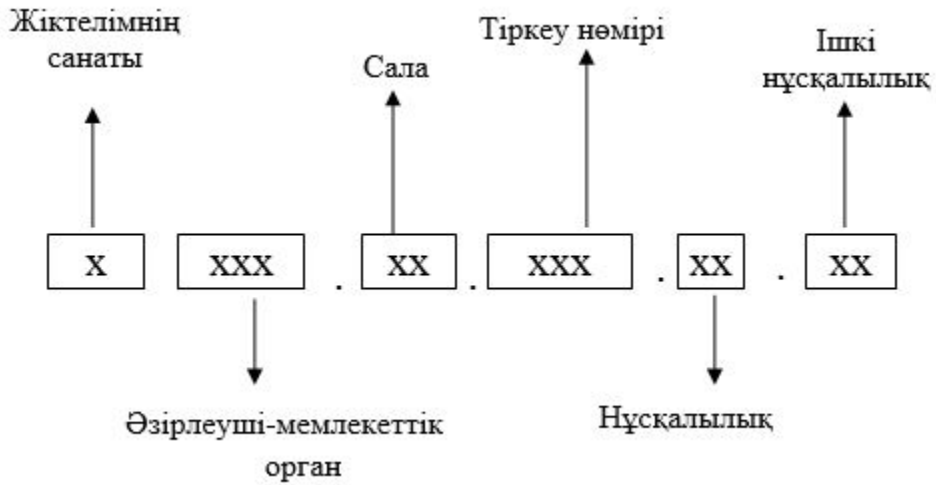 Жіктелімнің
санаты
Сала
Тіркеу нөмірі
Ішкі
нұсқалылық
X XXX . XX . XXX . XX . XX
Әзірлеуші-мемлекеттік
орган
Нұсқалылық